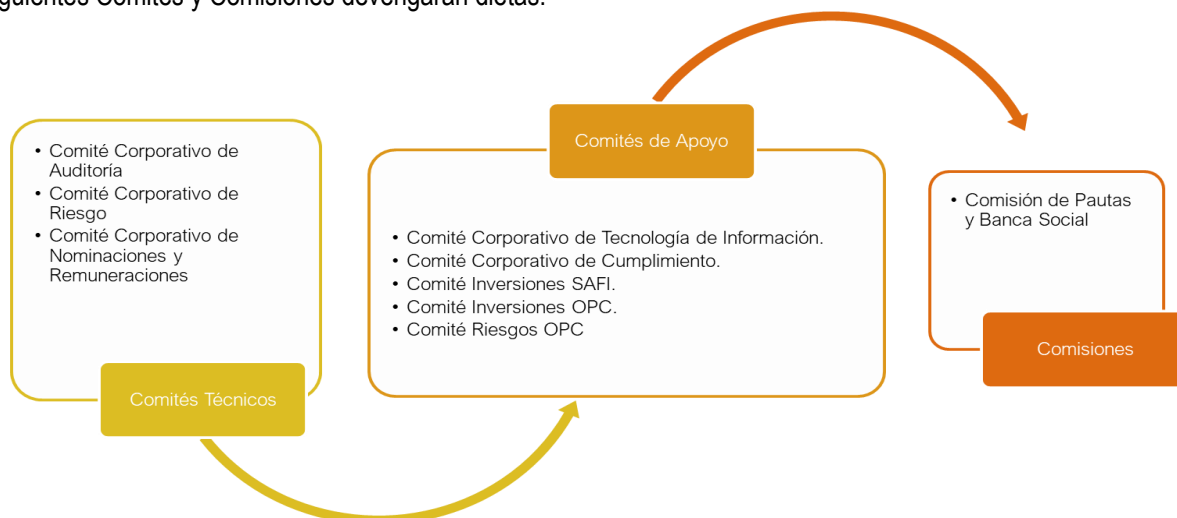 guientes Comités y Comisiones devengarán dietas:
• Comité Corporativo de
Auditoría
• Comité Corporativo de
Riesgo
• Comité Corporativo de
Nominaciones y
Remuneraciones
Comités Técnicos
Comités de Apoyo
• Comité Corporativo de Tecnología de Información.
• Comité Corporativo de Cumplimiento.
• Comité Inversiones SAFI.
• Comité Inversiones OPC.
• Comité Riesgos OPC
• Comisión de Pautas
y Banca Social
Comisiones